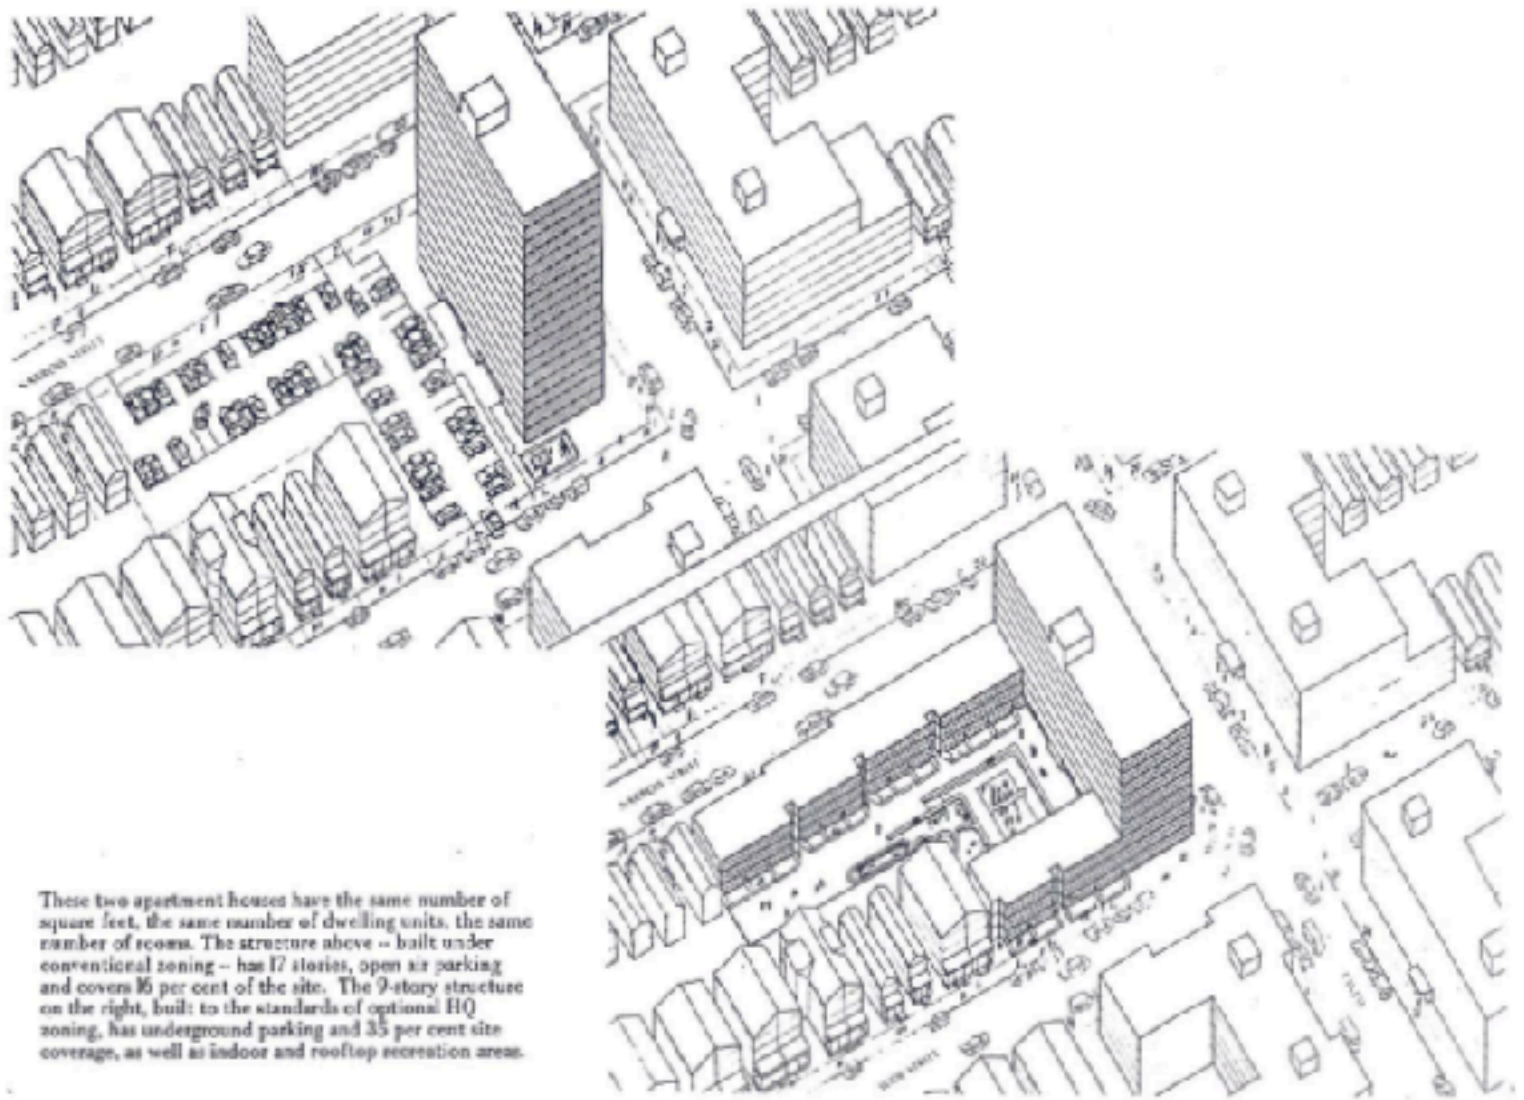 These two apartment houses have the same number of
square feet, the same number of dwelling units, the same
number of rooms. The structure above -- built under
conventional zoning -- has 17 stories, open air parking
and covers 16 per cent of the site. The 9-story structure
on the right, built to the standards of optional HQ
zoning, has underground parking and 35 per cent site
coverage, as well as indoor and rooftop recreation areas.
STREET
STREET
STREET